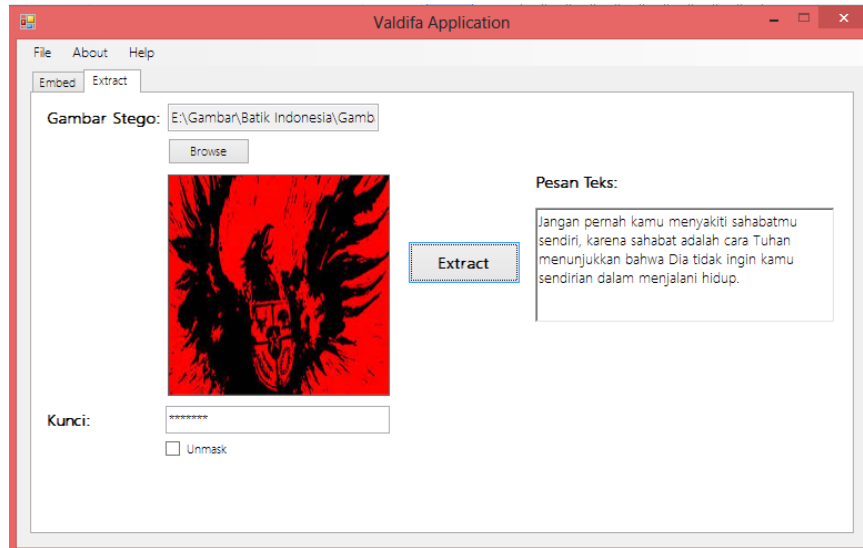 Valdifa Application
File About Help
Embed Extract
Gambar Stego: E:\Gambar\Batik Indonesia\Gamb
Browse
Pesan Teks:
Jangan pernah kamu menyakiti sahabatmu
sendiri, karena sahabat adalah cara Tuhan
menunjukkan bahwa Dia tidak ingin kamu
sendirian dalam menjalani hidup.
Extract
Kunci: *******
Unmask